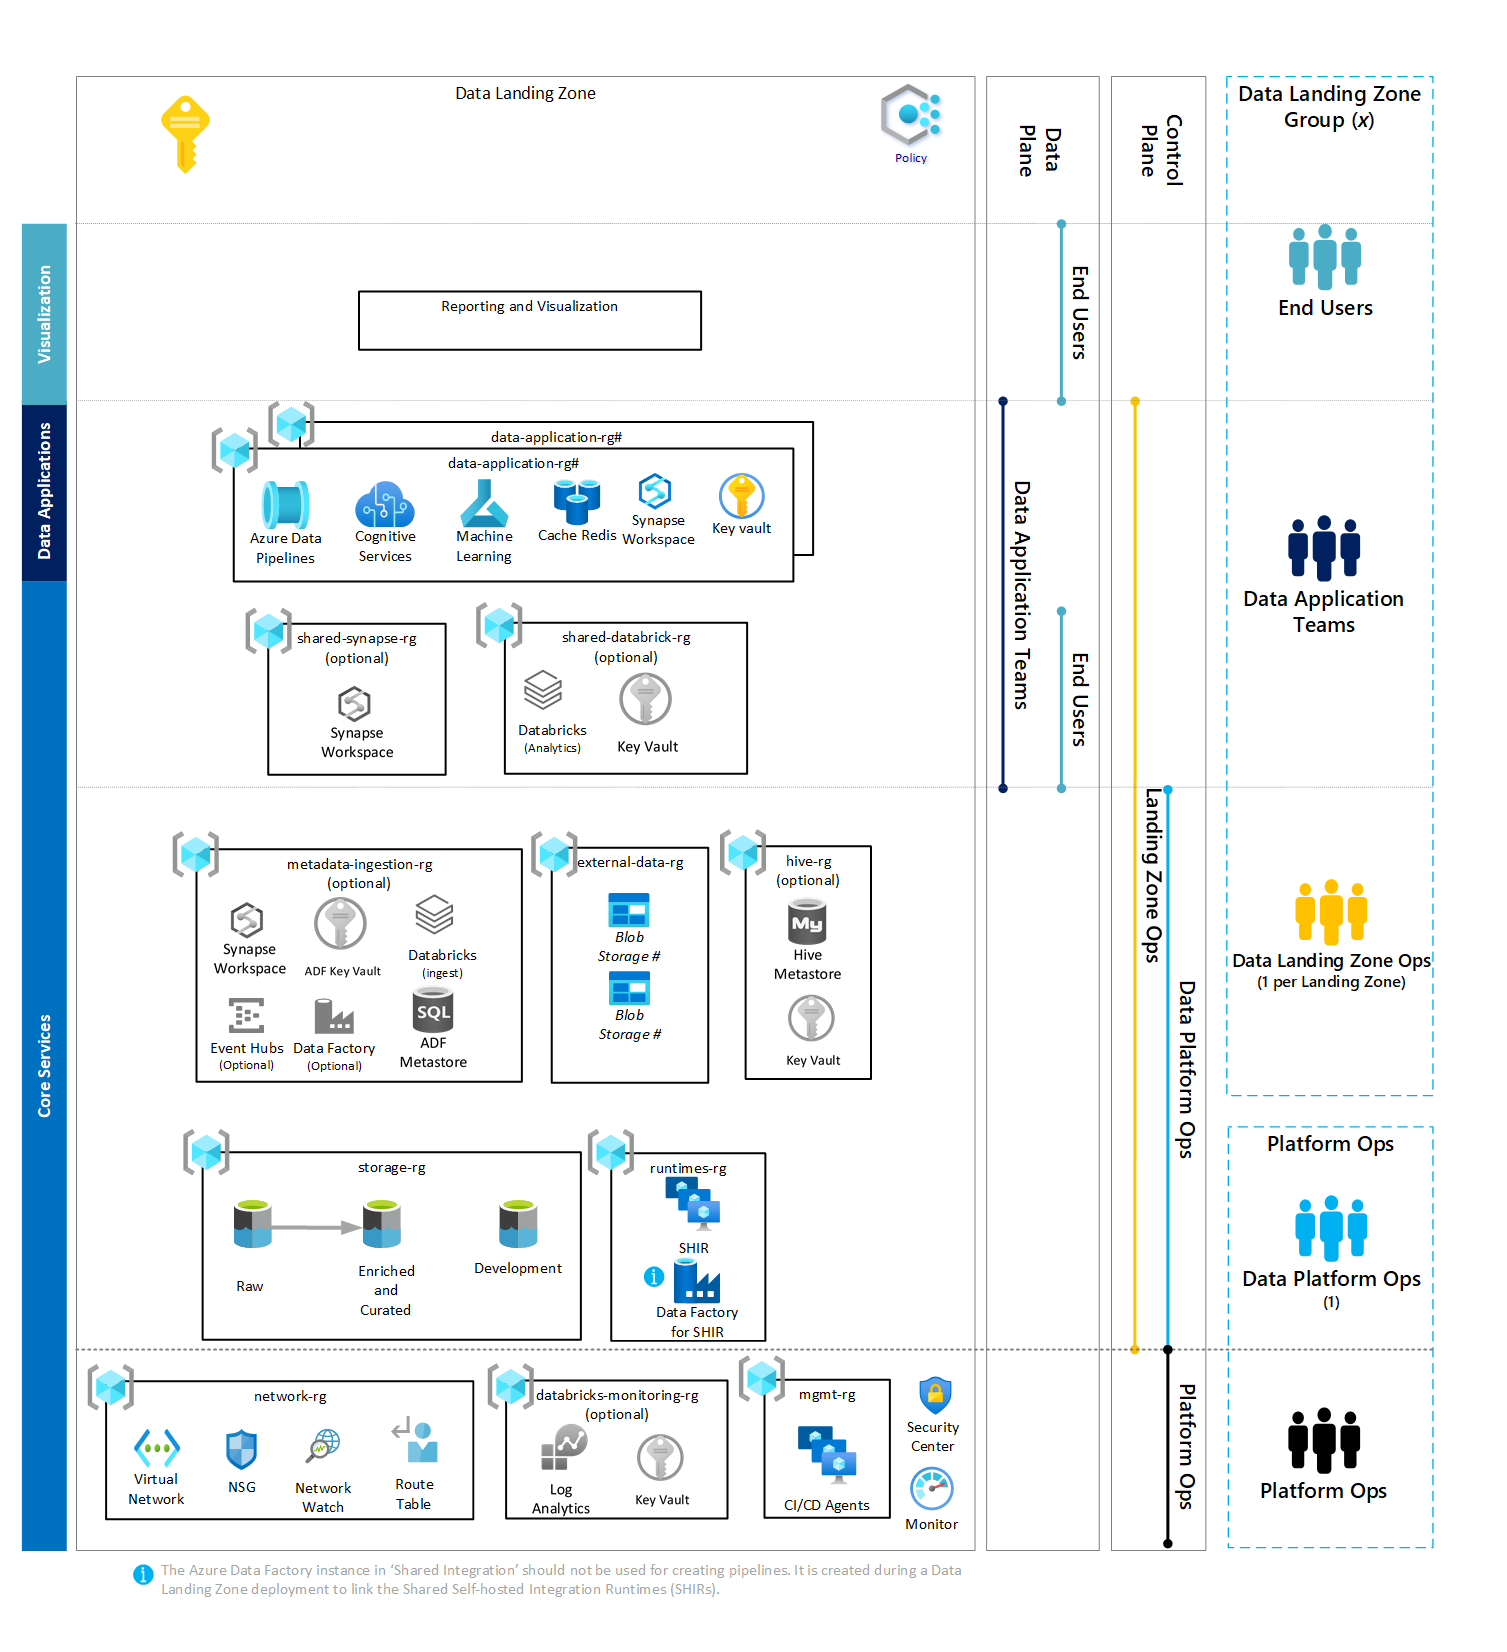 Data Landing Zone
Policy
Data
Plane
Control
Plane
Data Landing Zone
Group (x)
Visualization
Reporting and Visualization
End Users
End Users
Data Applications
data-application-rg#
data-application-rg#
Azure Data
Pipelines
Cognitive
Services
Machine
Learning
Cache Redis
Synapse
Workspace
Key vault
Data Application Teams
Data Application
Teams
shared-synapse-rg
(optional)
Synapse
Workspace
shared-databrick-rg
(optional)
Databricks
(Analytics)
Key Vault
End Users
Core Services
metadata-ingestion-rg
(optional)
Synapse
Workspace
ADF Key Vault
Databricks
(ingest)
Event Hubs
(Optional)
Data Factory
(Optional)
SQL
ADF
Metastore
external-data-rg
Blob
Storage #
Blob
Storage #
hive-rg
(optional)
My
Hive
Metastore
Key Vault
Landing Zone Ops
Data Platform Ops
Data Landing Zone Ops
(1 per Landing Zone)
storage-rg
Raw
Enriched
and
Curated
Development
runtimes-rg
SHIR
i
Data Factory
for SHIR
Platform Ops
Data Platform Ops
(1)
network-rg
Virtual
Network
NSG
Network
Watch
Route
Table
databricks-monitoring-rg
(optional)
Log
Analytics
Key Vault
mgmt-rg
CI/CD Agents
Security
Center
Monitor
Platform Ops
Platform Ops
i
The Azure Data Factory instance in ‘Shared Integration’ should not be used for creating pipelines. It is created during a Data
Landing Zone deployment to link the Shared Self-hosted Integration Runtimes (SHIRs).